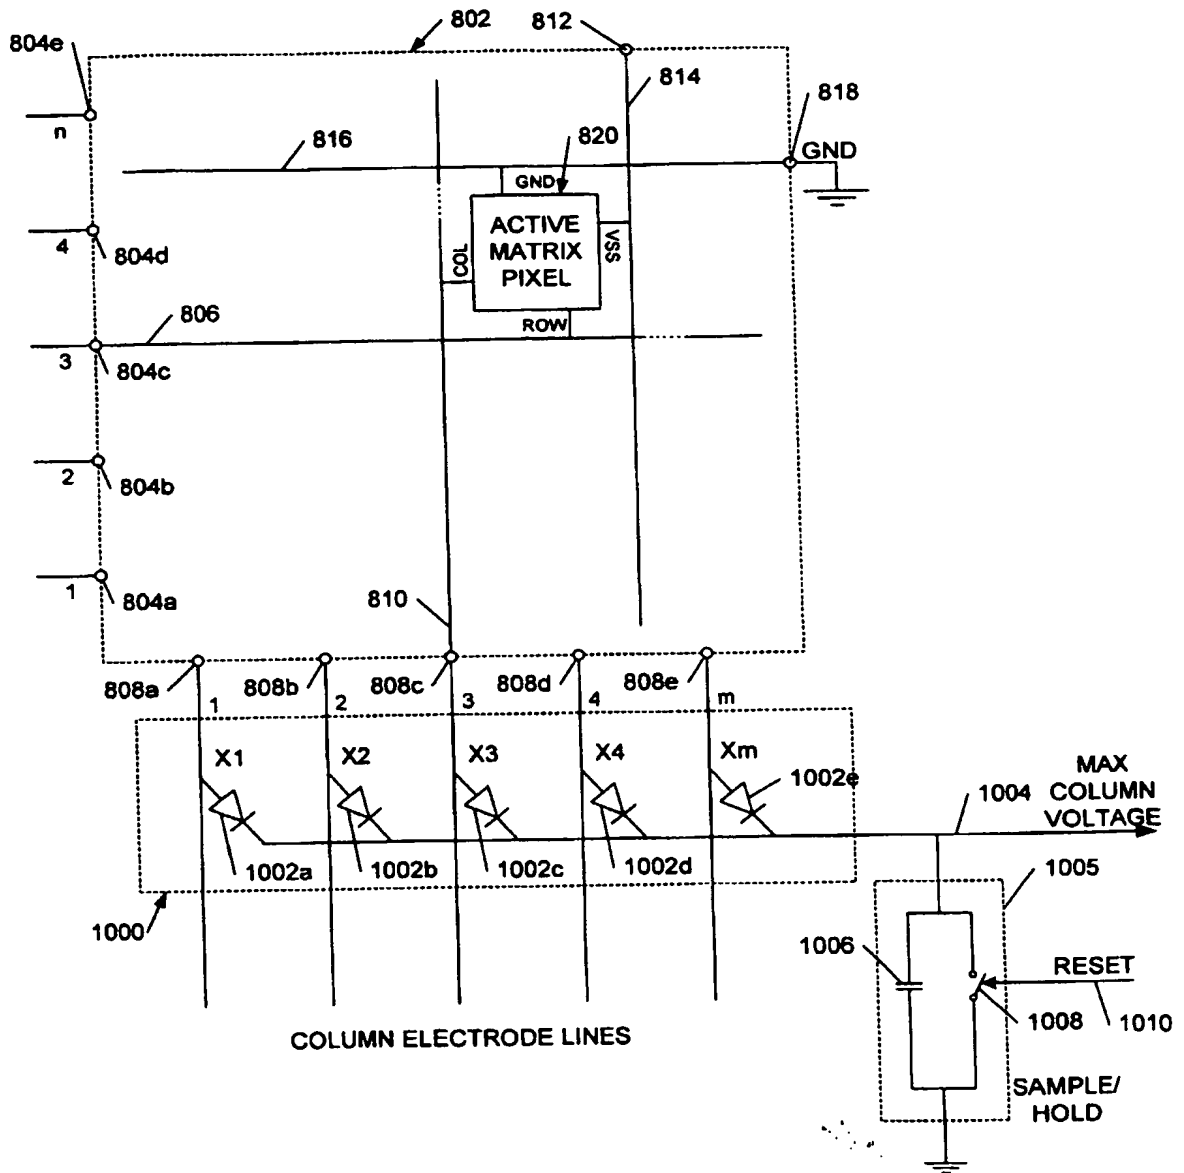 802
812
804e
814
818
n
816
820
GND
GND
ACTIVE
MATRIX
PIXEL
COL
VSS
4
804d
806
ROW
3
804c
2
804b
1
804a
810
808a
808b
808c
808d
808e
1
2
3
4
m
X1
X2
X3
X4
Xm
1002e
1004
MAX
COLUMN
VOLTAGE
1002a
1002b
1002c
1002d
1005
1000
1006
RESET
1008
1010
COLUMN ELECTRODE LINES
SAMPLE/
HOLD